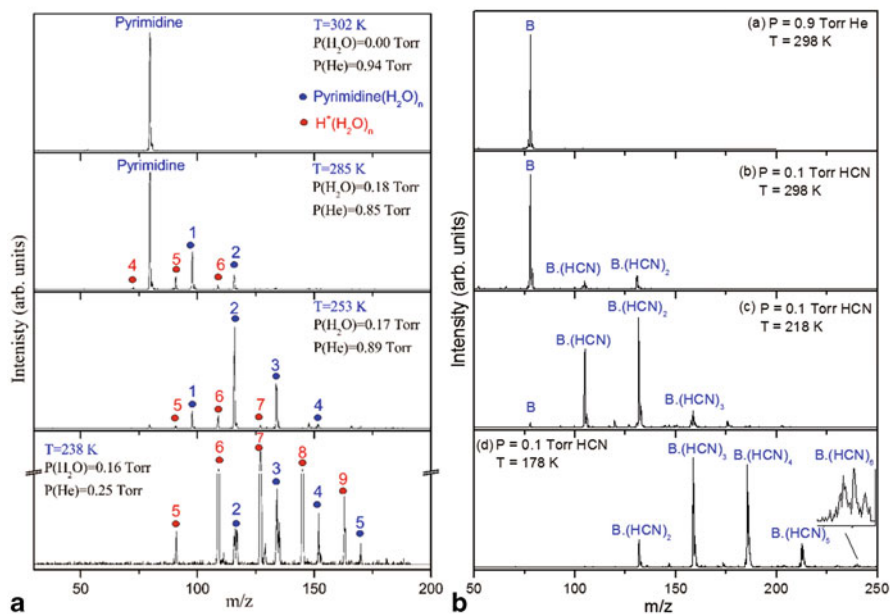 Pyrimidine
T=302 K
P(H2O)=0.00 Torr
P(He)=0.94 Torr
Pyrimidine(H2O)n
H+(H2O)n
Pyrimidine
T=285 K
P(H2O)=0.18 Torr
P(He)=0.85 Torr
4 5 1 6 2
T=253 K
P(H2O)=0.17 Torr
P(He)=0.89 Torr
5 1 6 2 7 3 4
T=238 K
P(H2O)=0.16 Torr
P(He)=0.25 Torr
5 6 2 7 3 8 4 9 5
Intenisty (arb. units)
50 100 150 200
m/z
a
B
(a) P = 0.9 Torr He
T = 298 K
B
(b) P = 0.1 Torr HCN
T = 298 K
B.(HCN)
B.(HCN)2
(c) P = 0.1 Torr HCN
T = 218 K
B
B.(HCN)
B.(HCN)2
B.(HCN)3
(d) P = 0.1 Torr HCN
T = 178 K
B.(HCN)2
B.(HCN)3
B.(HCN)4
B.(HCN)5
B.(HCN)6
Intensity (arb. units)
50 75 100 125 150 175 200 225 250
m/z
b